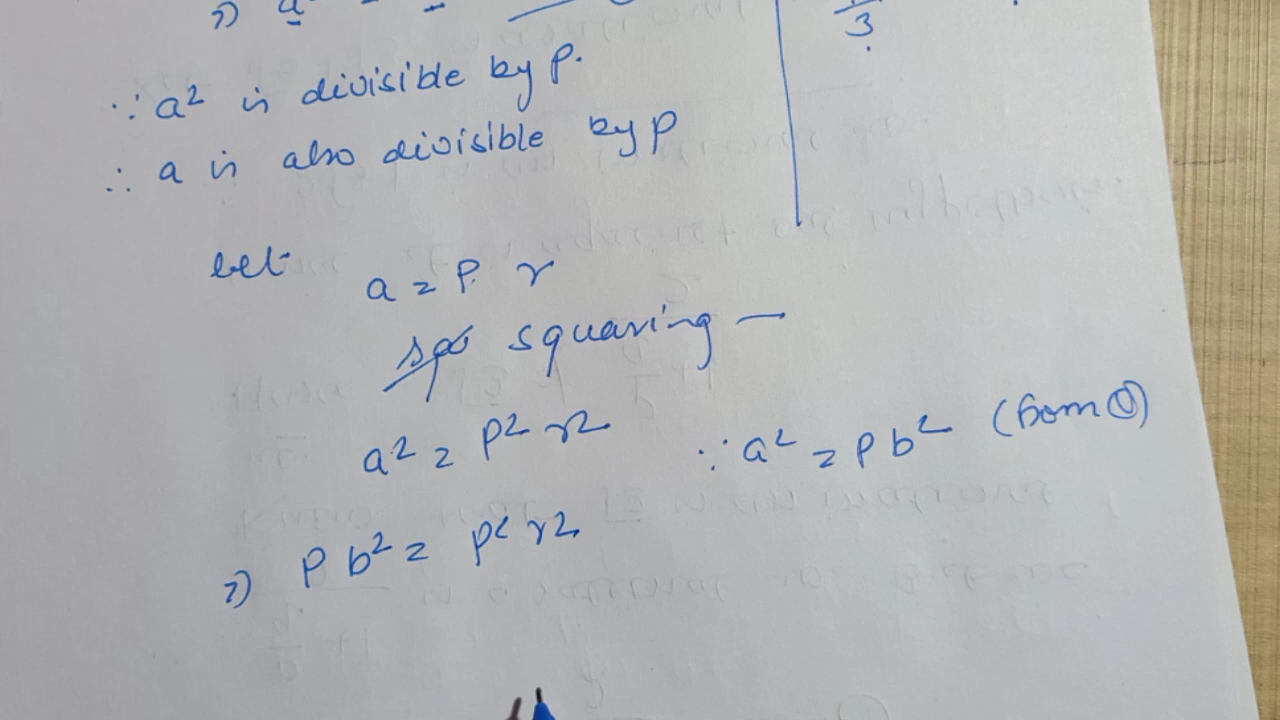 3
∵ a² is divisible by p.
∴ a is also divisible by p
let
a = p. r
squaring —
a² = p² r²
∵ a² = p b² (from ①)
⇒ p b² = p² r²